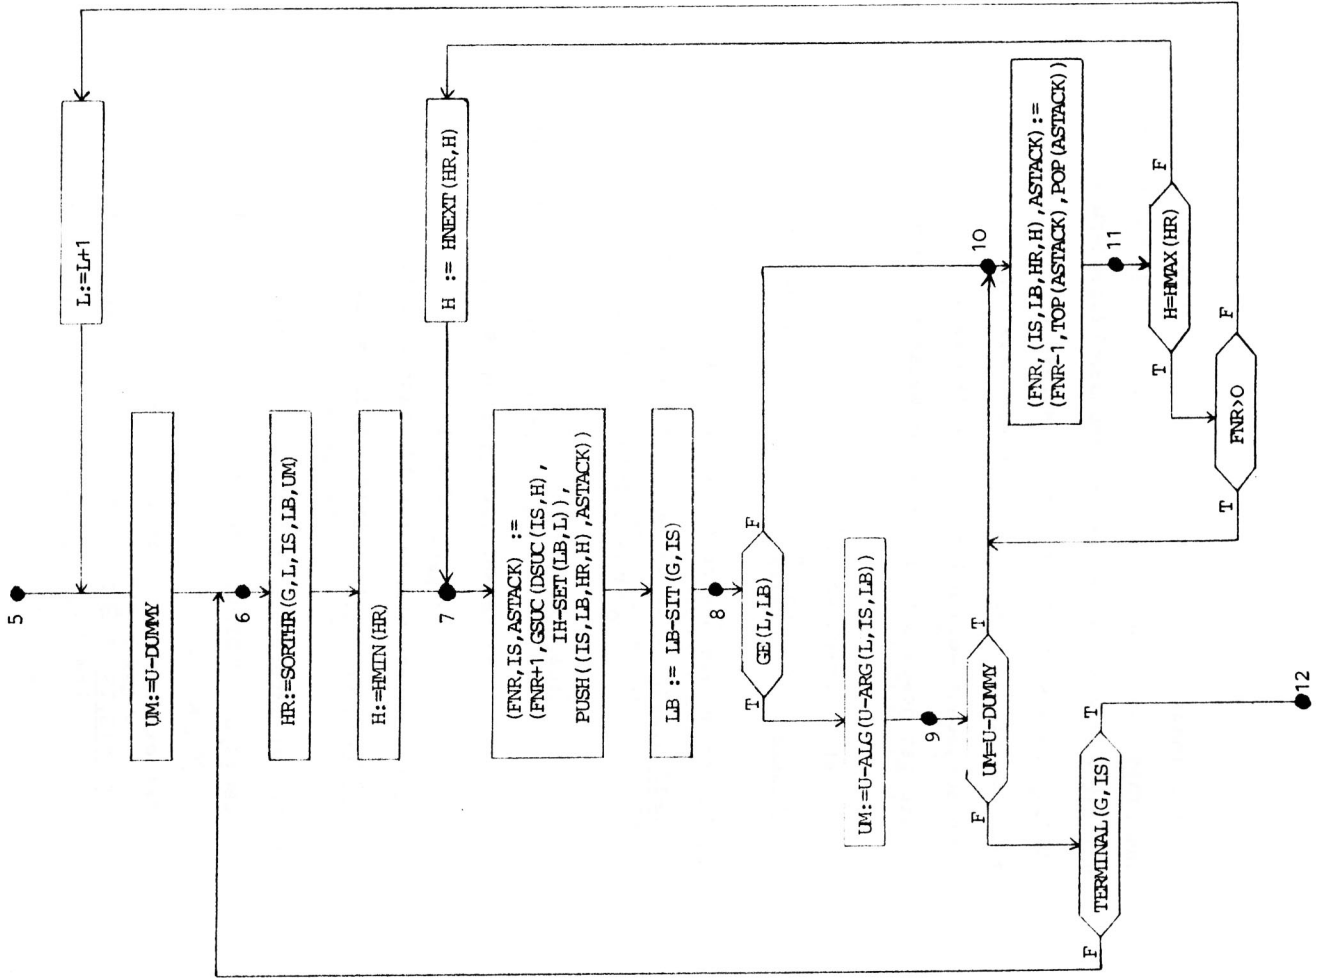 5
L:=L+1
UM:=U-DUMMY
6
HR:=SORTHR(G,L,IS,LB,UM)
H:=HMIN(HR)
H := HNEXT(HR,H)
7
(FNR,IS,ASTACK) :=
(FNR+1,GSUC(DSUC(IS,H),
IH-SET(LB,L)),
PUSH((IS,LB,HR,H),ASTACK))
LB := LB-SIT(G,IS)
8
GE(L,LB)
T
F
UM:=U-ALG(U-ARG(L,IS,LB))
9
UM=U-DUMMY
F
T
10
(FNR,(IS,LB,HR,H),ASTACK):=
(FNR-1,TOP(ASTACK),POP(ASTACK))
11
H=HMAX(HR)
T
F
FNR>O
T
F
TERMINAL(G,IS)
F
T
12